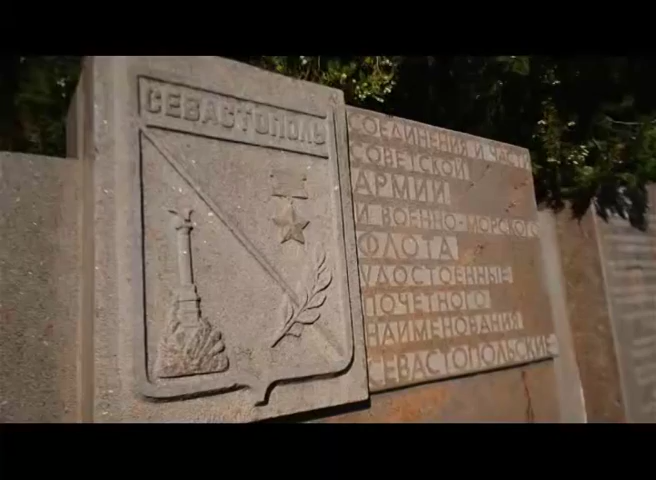 СЕВАСТОПОЛЬ
СОЕДИНЕНИЯ И ЧАСТИ
СОВЕТСКОЙ
АРМИИ
И ВОЕННО-МОРСКОГО
ФЛОТА
УДОСТОЕННЫЕ
ПОЧЕТНОГО
НАИМЕНОВАНИЯ
СЕВАСТОПОЛЬСКИЕ